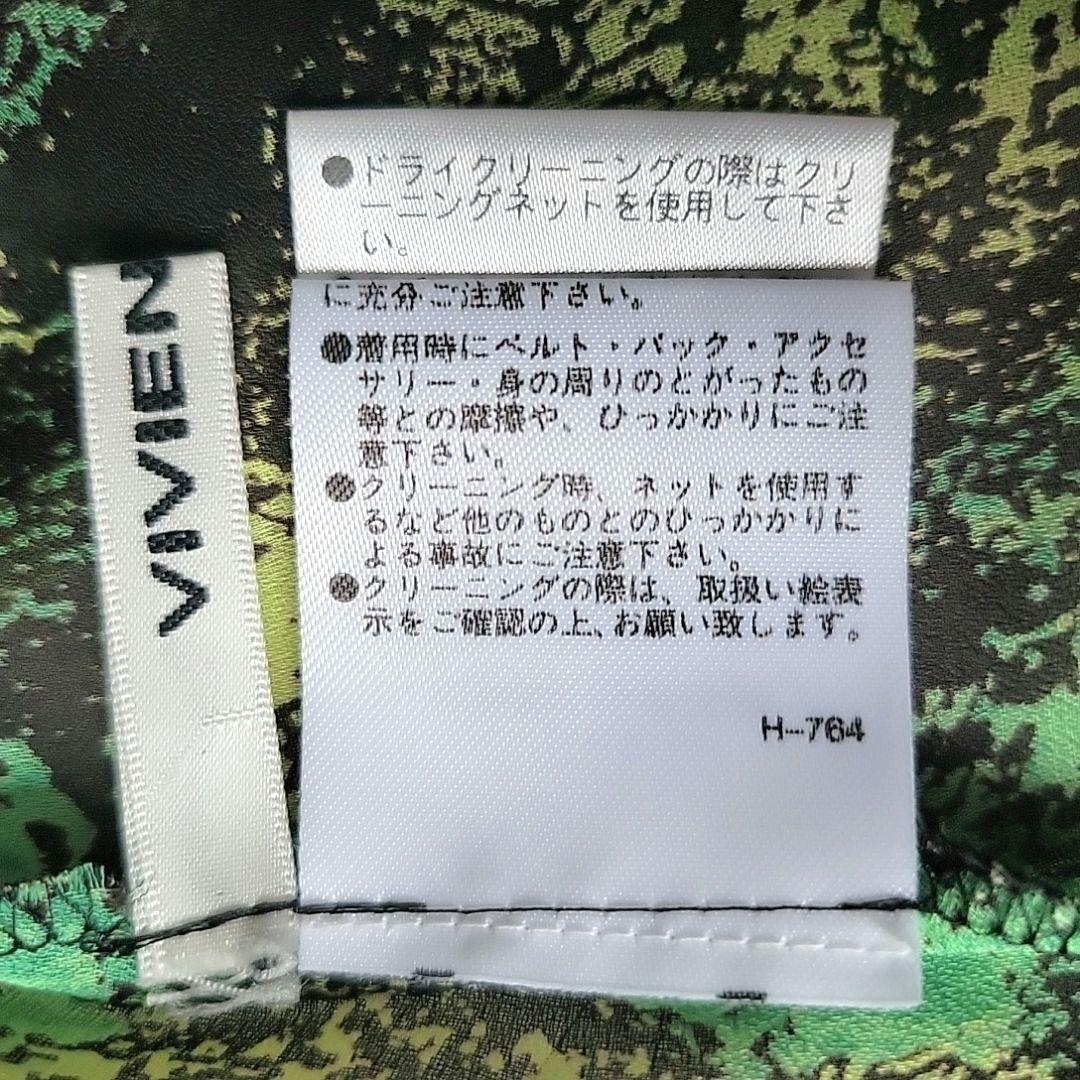 ●ドライクリーニングの際はクリ
ーニングネットを使用して下さ
い。
に充分ご注意下さい。
●着用時にベルト・バック・アクセ
サリー・身の周りのとがったもの
等との摩擦や、ひっかかりにご注
意下さい。
●クリーニング時、ネットを使用す
るなど他のものとのひっかかりに
よる事故にご注意下さい。
●クリーニングの際は、取扱い絵表
示をご確認の上、お願い致します。
H-764
VIVIEN